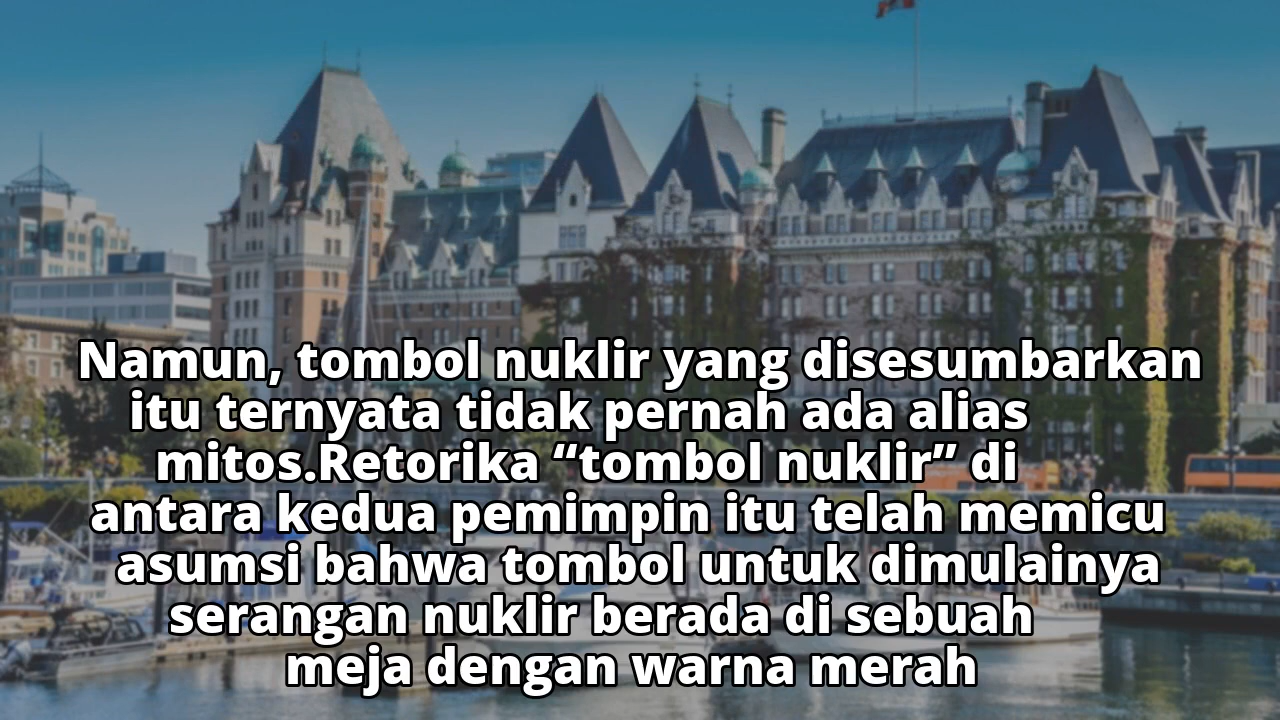 Namun, tombol nuklir yang disesumbarkan
itu ternyata tidak pernah ada alias
mitos.Retorika “tombol nuklir” di
antara kedua pemimpin itu telah memicu
asumsi bahwa tombol untuk dimulainya
serangan nuklir berada di sebuah
meja dengan warna merah